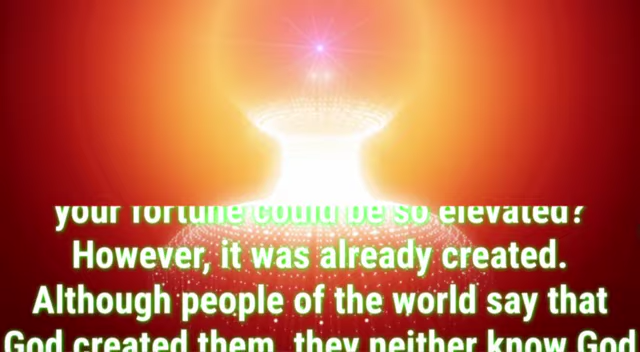 your fortune could be so elevated?
However, it was already created.
Although people of the world say that
God created them, they neither know God